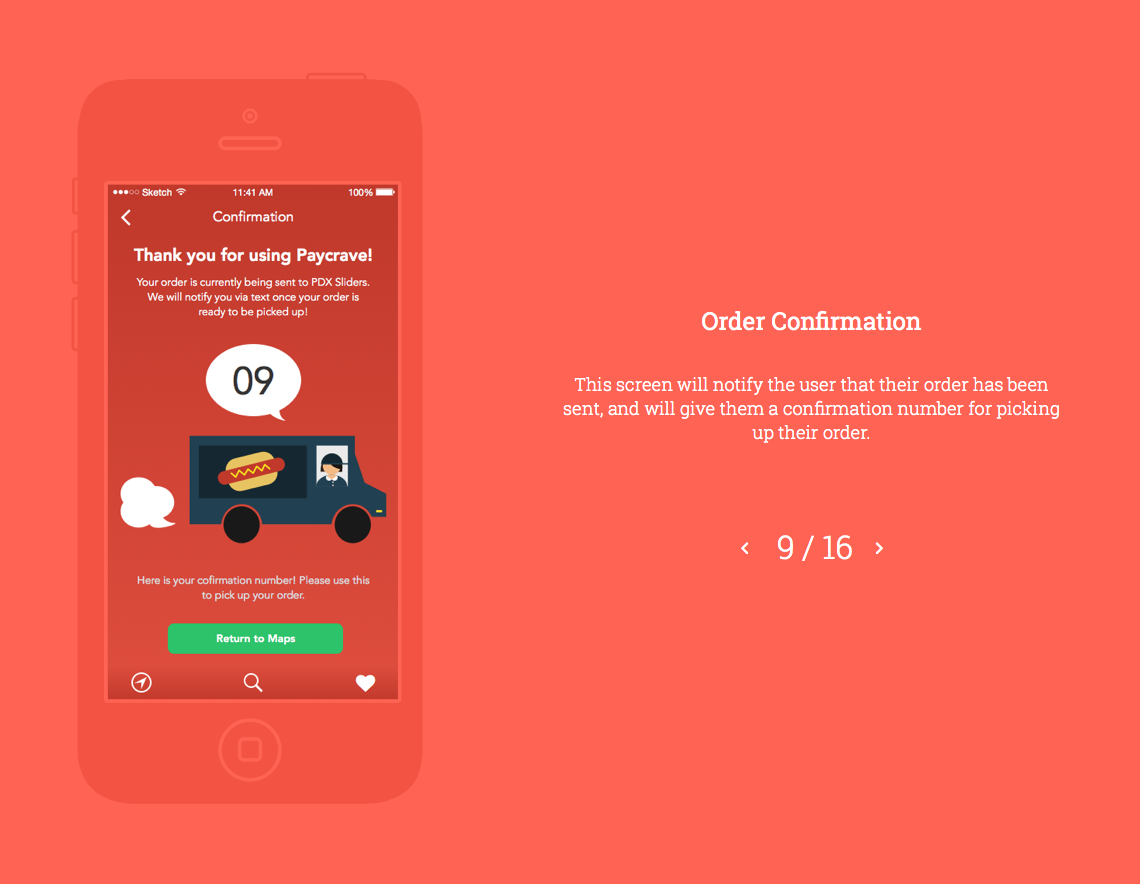 ●●●○○ Sketch
11:41 AM
100%
Confirmation
Thank you for using Paycrave!
Your order is currently being sent to PDX Sliders.
We will notify you via text once your order is
ready to be picked up!
09
Here is your cofirmation number! Please use this
to pick up your order.
Return to Maps
Order Confirmation
This screen will notify the user that their order has been
sent, and will give them a confirmation number for picking
up their order.
9 / 16